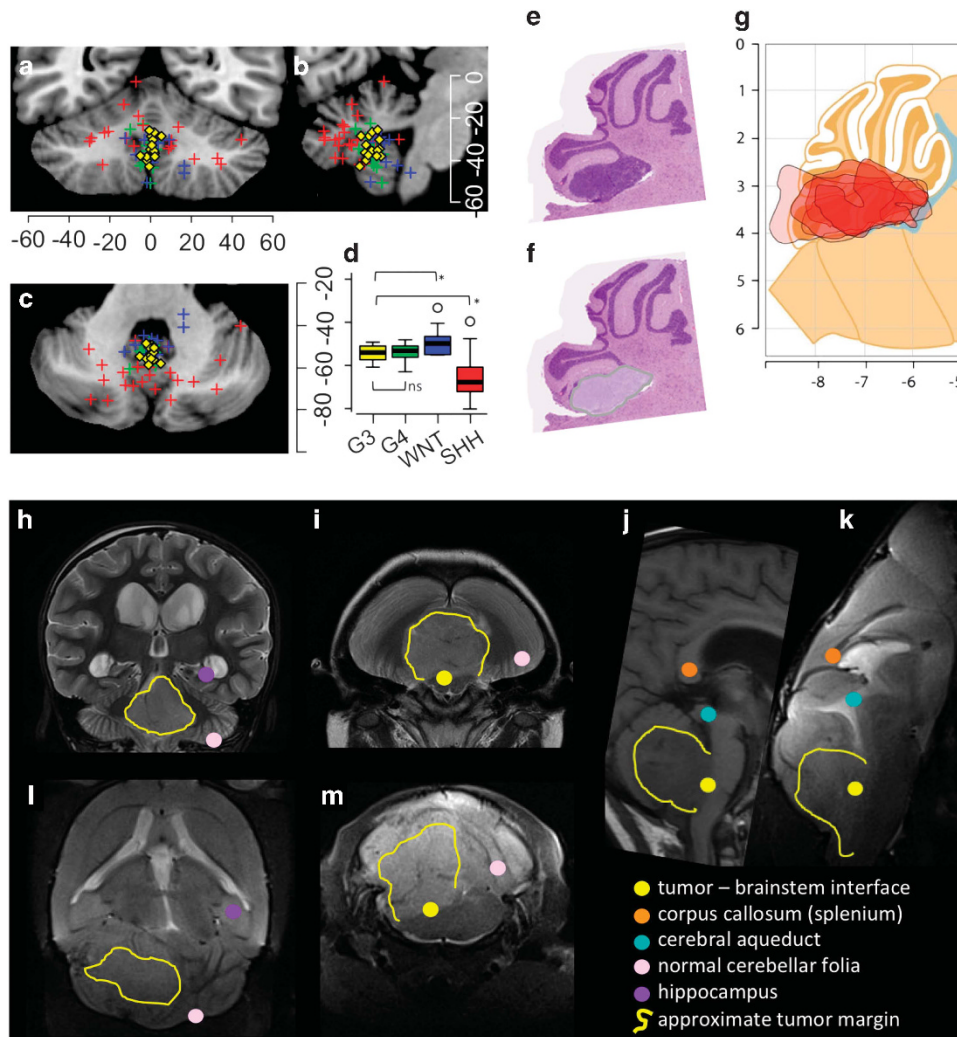 a
b
0
-20
-40
-60
-60 -40 -20 0 20 40 60
c
-20
-40
-60
-80
d
*
*
ns
G3 G4 WNT SHH
e
f
g
0
1
2
3
4
5
6
-8 -7 -6 -5
h
i
j
k
l
m
tumor – brainstem interface
corpus callosum (splenium)
cerebral aqueduct
normal cerebellar folia
hippocampus
approximate tumor margin